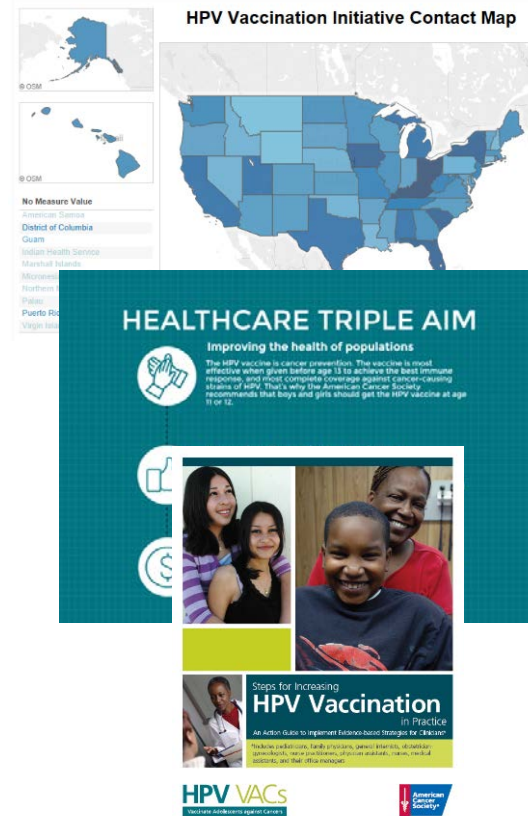 HPV Vaccination Initiative Contact Map
© OSM
© OSM
No Measure Value
American Samoa
District of Columbia
Guam
Indian Health Service
Marshall Islands
Northern
Palau
Puerto
Virgin
HEALTHCARE TRIPLE AIM
Improving the health of populations
The HPV vaccine is cancer prevention. The vaccine is most
effective when given before age 13 to achieve the best immune
response, and most complete coverage against cancer-causing
strains of HPV. That's why the American Cancer Society
recommends that boys and girls should get the HPV vaccine at age
11 or 12.
Steps for Increasing
HPV Vaccination
in Practice
An Action Guide to Implement Evidence-based Strategies for Clinicians*
*Includes pediatricians, family physicians, general internists, obstetrician-
gynecologists, nurse practitioners, physician assistants, nurses, medical
assistants, and their office managers
HPV VACs
Vaccinate Adolescents against Cancers
American
Cancer
Society®